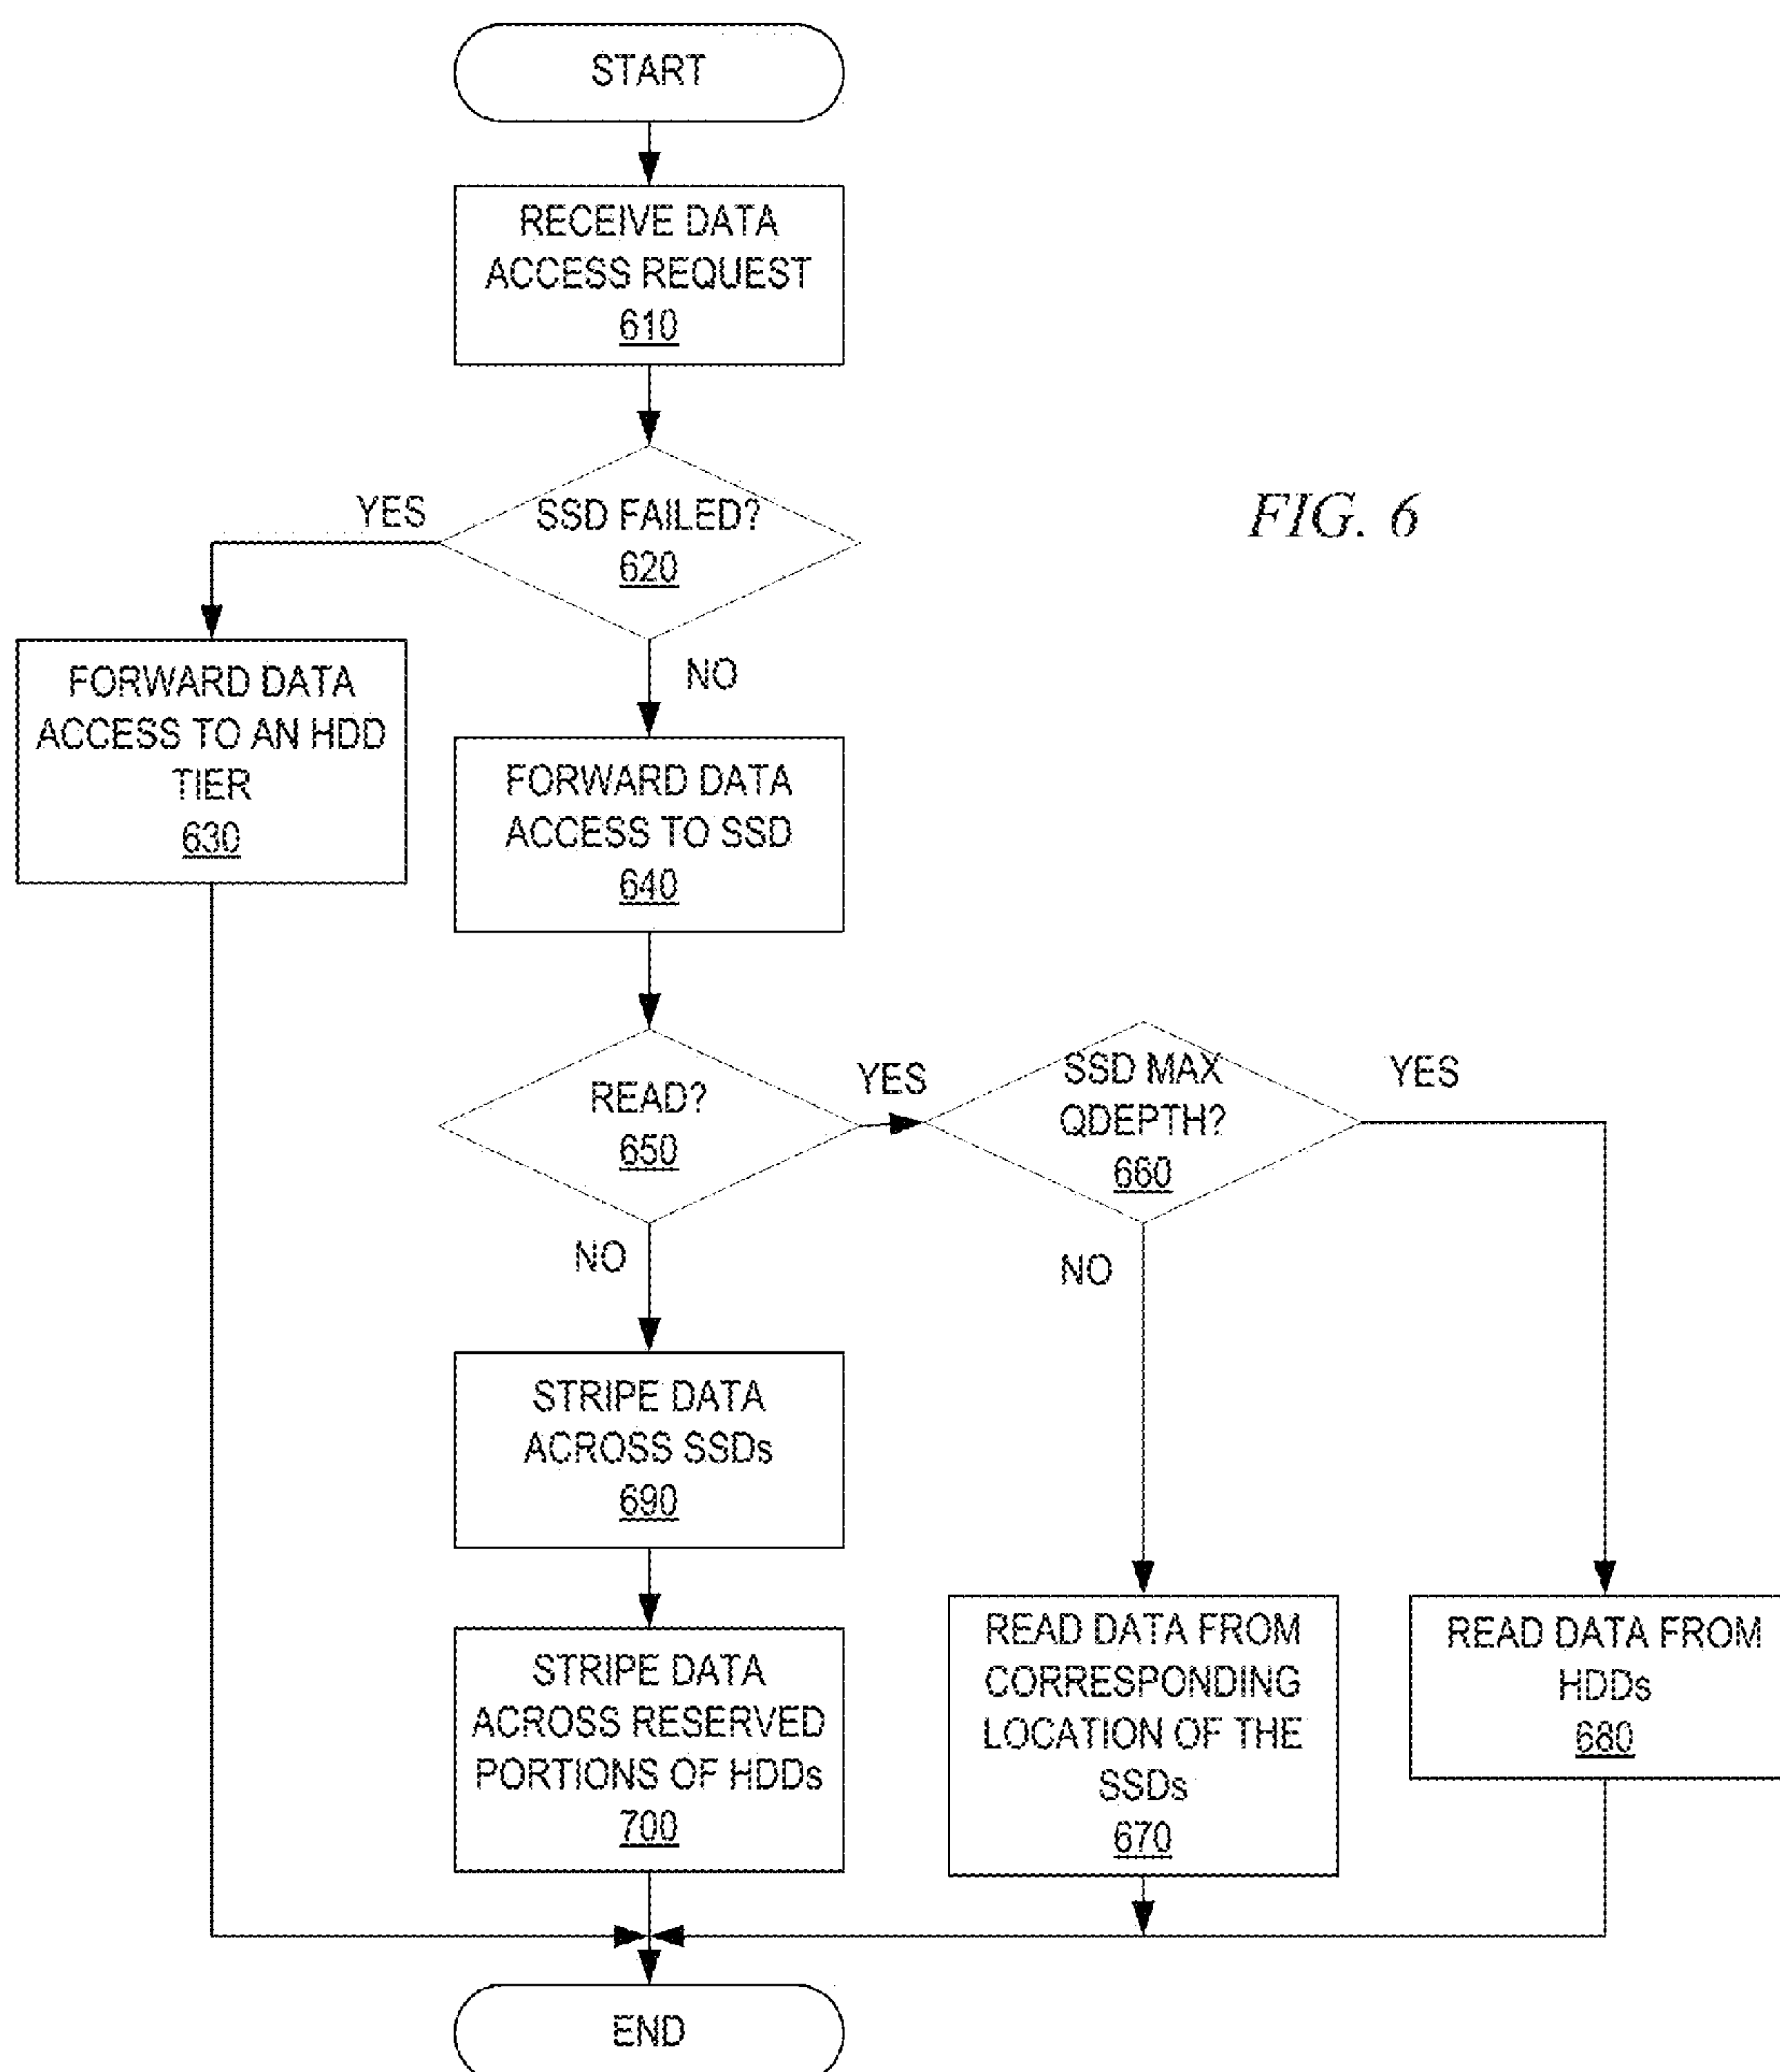 START
RECEIVE DATA
ACCESS REQUEST
610
FIG. 6
YES
SSD FAILED?
620
NO
FORWARD DATA
ACCESS TO AN HDD
TIER
630
FORWARD DATA
ACCESS TO SSD
640
READ?
650
YES
SSD MAX
QDEPTH?
660
YES
NO
NO
STRIPE DATA
ACROSS SSDs
690
STRIPE DATA
ACROSS RESERVED
PORTIONS OF HDDs
700
READ DATA FROM
CORRESPONDING
LOCATION OF THE
SSDs
670
READ DATA FROM
HDDs
680
END